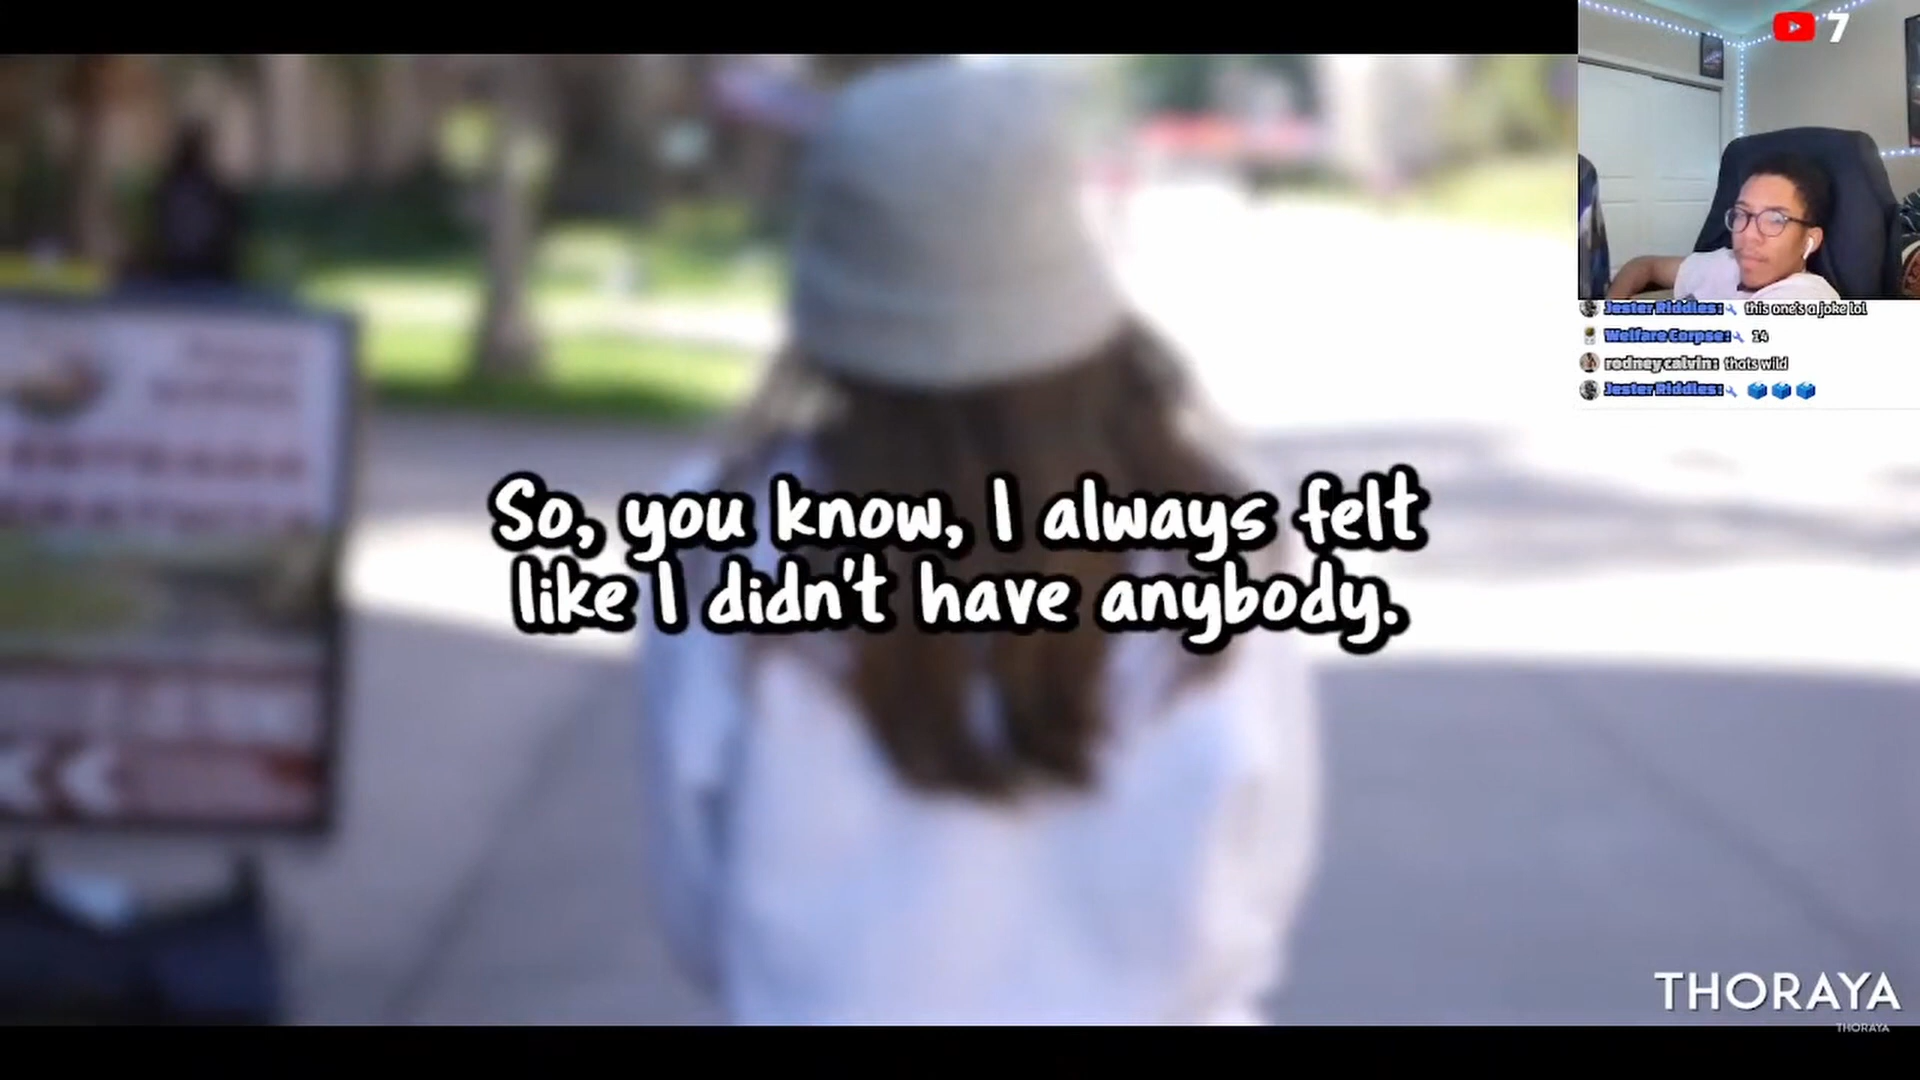 7
Jester Riddles: this one's a joke lol
Welfare Corpse: 14
rodney calvin: thats wild
Jester Riddles:
So, you know, I always felt
like I didn't have anybody.
THORAYA
THORAYA